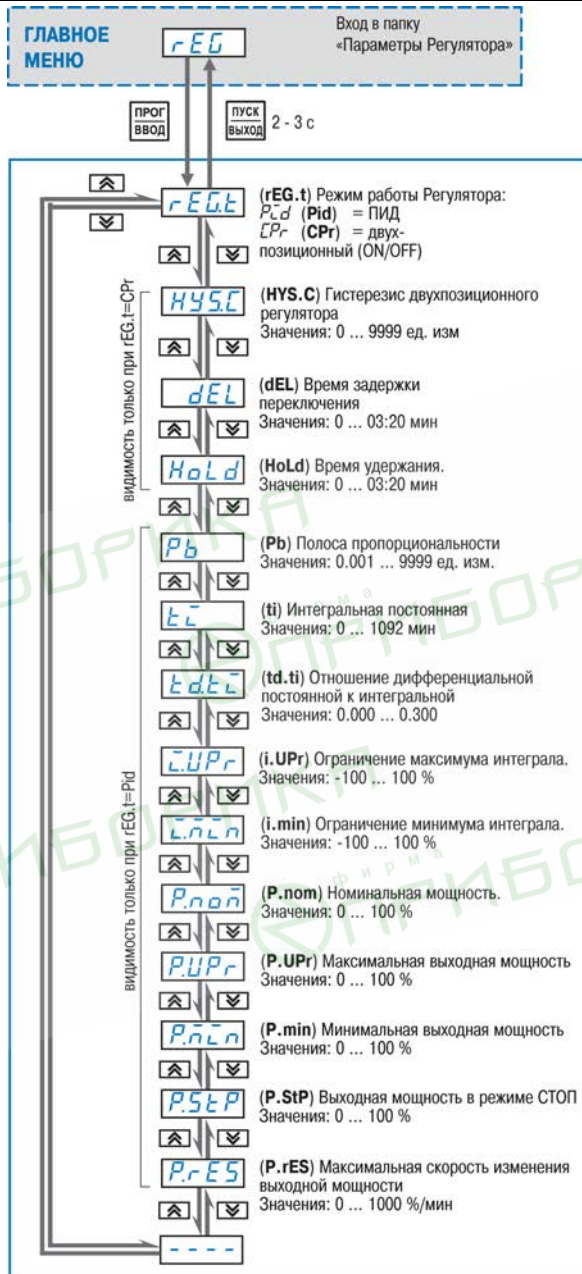 ГЛАВНОЕ
МЕНЮ
rEG
Вход в папку
«Параметры Регулятора»
ПРОГ
ВВОД
ПУСК
ВЫХОД
2 - 3 с
rEG.t
(rEG.t) Режим работы Регулятора:
Pid (Pid) = ПИД
CPr (CPr) = двух-
позиционный (ON/OFF)
видимость только при rEG.t=CPr
HYS.C
(HYS.C) Гистерезис двухпозиционного
регулятора
Значения: 0 ... 9999 ед. изм
dEL
(dEL) Время задержки
переключения
Значения: 0 ... 03:20 мин
HoLd
(HoLd) Время удержания.
Значения: 0 ... 03:20 мин
видимость только при rEG.t=Pid
Pb
(Pb) Полоса пропорциональности
Значения: 0.001 ... 9999 ед. изм.
ti
(ti) Интегральная постоянная
Значения: 0 ... 1092 мин
td.ti
(td.ti) Отношение дифференциальной
постоянной к интегральной
Значения: 0.000 ... 0.300
i.UPr
(i.UPr) Ограничение максимума интеграла.
Значения: -100 ... 100 %
i.min
(i.min) Ограничение минимума интеграла.
Значения: -100 ... 100 %
P.nom
(P.nom) Номинальная мощность.
Значения: 0 ... 100 %
P.UPr
(P.UPr) Максимальная выходная мощность
Значения: 0 ... 100 %
P.min
(P.min) Минимальная выходная мощность
Значения: 0 ... 100 %
P.StP
(P.StP) Выходная мощность в режиме СТОП
Значения: 0 ... 100 %
P.rES
(P.rES) Максимальная скорость изменения
выходной мощности
Значения: 0 ... 1000 %/мин
- - - -